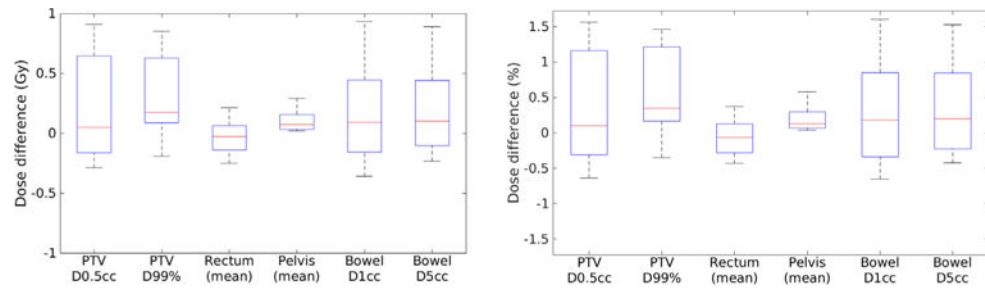 Dose difference (Gy)
1
0.5
0
-0.5
-1
PTV D0.5cc
PTV D99%
Rectum (mean)
Pelvis (mean)
Bowel D1cc
Bowel D5cc
Dose difference (%)
1.5
1
0.5
0
-0.5
-1
-1.5
PTV D0.5cc
PTV D99%
Rectum (mean)
Pelvis (mean)
Bowel D1cc
Bowel D5cc